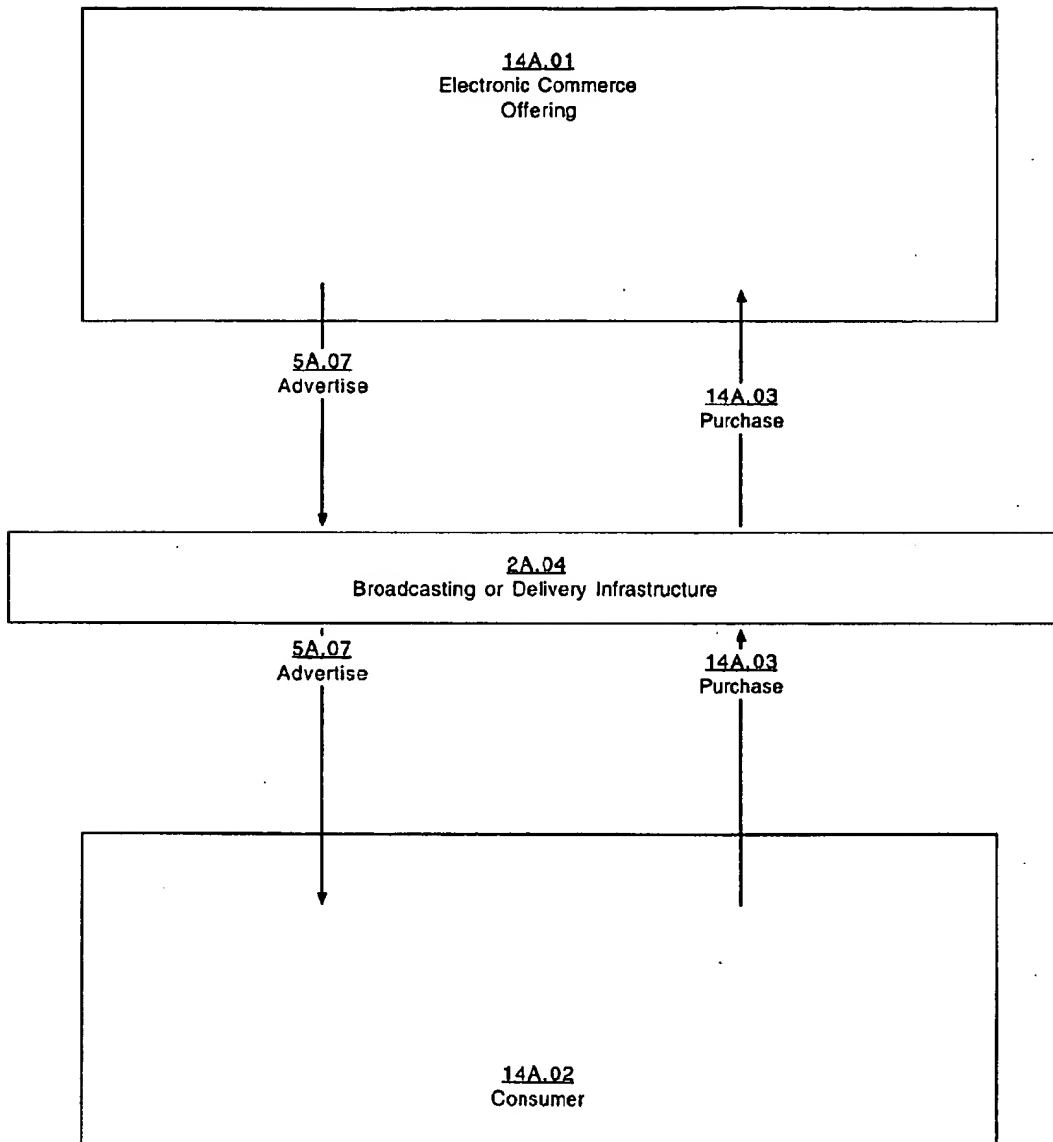 14A.01
Electronic Commerce
Offering
5A.07
Advertise
14A.03
Purchase
2A.04
Broadcasting or Delivery Infrastructure
5A.07
Advertise
14A.03
Purchase
14A.02
Consumer